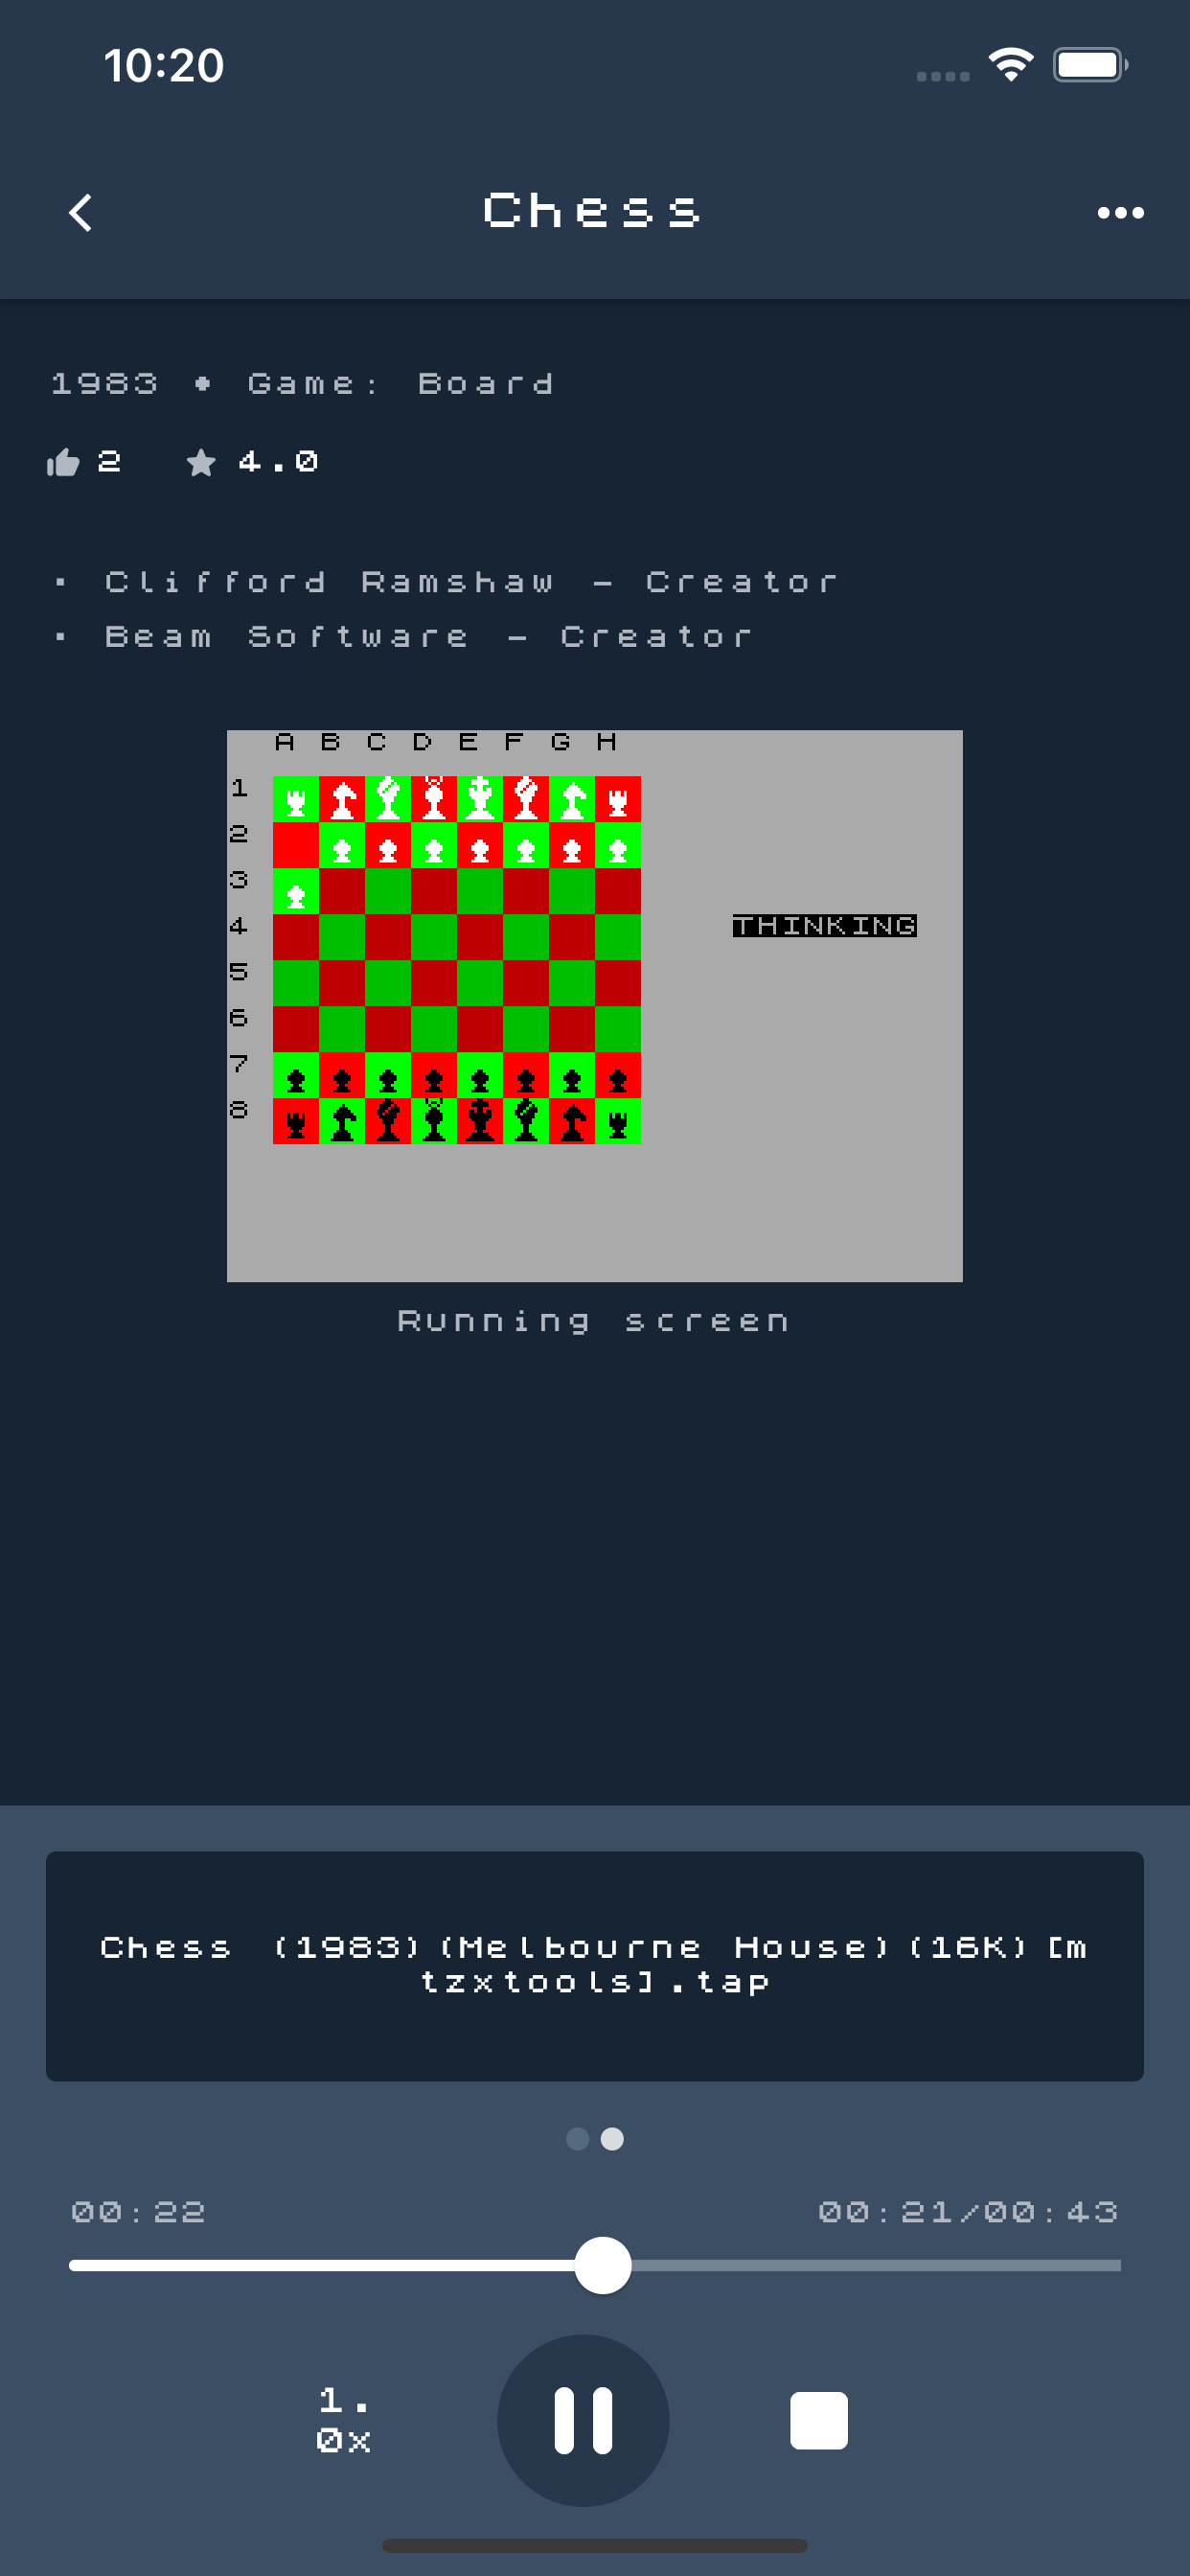 10:20
Chess
1983 • Game: Board
2 4.0
· Clifford Ramshaw - Creator
· Beam Software - Creator
A B C D E F G H
1
2
3
4 THINKING
5
6
7
8
Running screen
Chess (1983)(Melbourne House)(16K)[m
tzxtools].tap
00:22 00:21/00:43
1.
0x